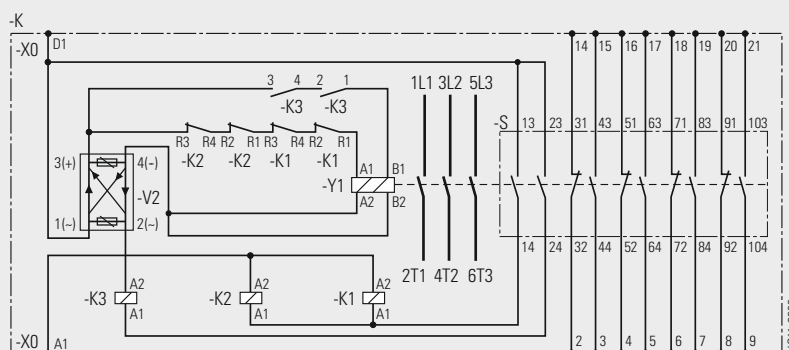 -K
-X0 D1 14 15 16 17 18 19 20 21
3 4 2 1 1L1 3L2 5L3
-K3 -K3
-S 13 23 31 43 51 63 71 83 91 103
R3 R4 R2 R1 R3 R4 R2 R1
-K2 -K2 -K1 -K1
3(+) 4(-) A1 B1
-V2 -Y1
A2 B2
1(~) 2(~)
14 24 32 44 52 64 72 84 92 104
2T1 4T2 6T3
A2 A2 A2
-K3 -K2 -K1
A1 A1 A1
-X0 A1 2 3 4 5 6 7 8 9